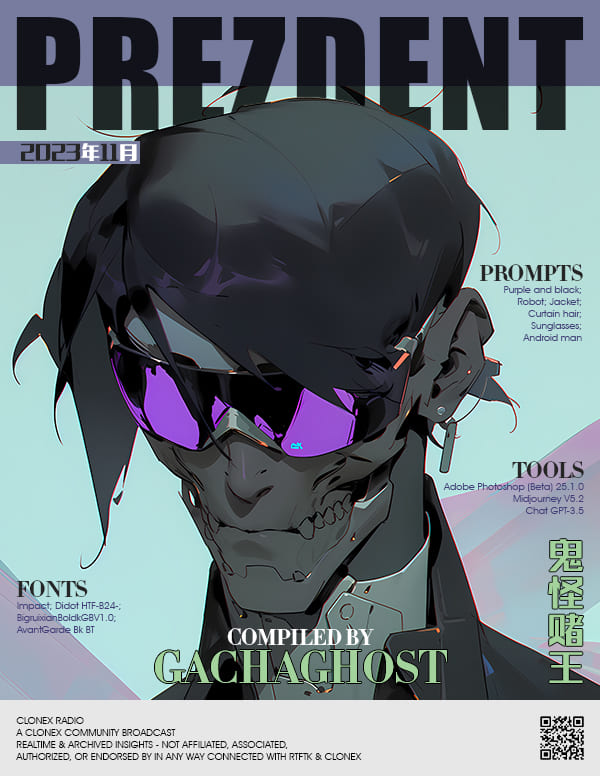 PREZDENT
2023年11月
PROMPTS
Purple and black;
Robot; Jacket;
Curtain hair;
Sunglasses;
Android man
TOOLS
Adobe Photoshop (Beta) 25.1.0
Midjourney V5.2
Chat GPT-3.5
鬼怪赌王
FONTS
Impact; Didot HTF-B24-;
BigruixianBoldkGBV1.0;
AvantGarde Bk BT
COMPILED BY
GACHAGHOST
CLONEX RADIO
A CLONEX COMMUNITY BROADCAST
REALTIME & ARCHIVED INSIGHTS - NOT AFFILIATED, ASSOCIATED,
AUTHORIZED, OR ENDORSED BY IN ANY WAY CONNECTED WITH RTFTK & CLONEX